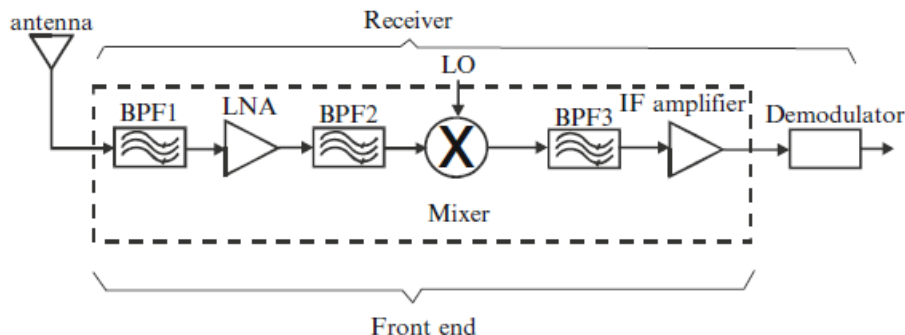 antenna
Receiver
LO
BPF1
LNA
BPF2
X
BPF3
IF amplifier
Demodulator
Mixer
Front end